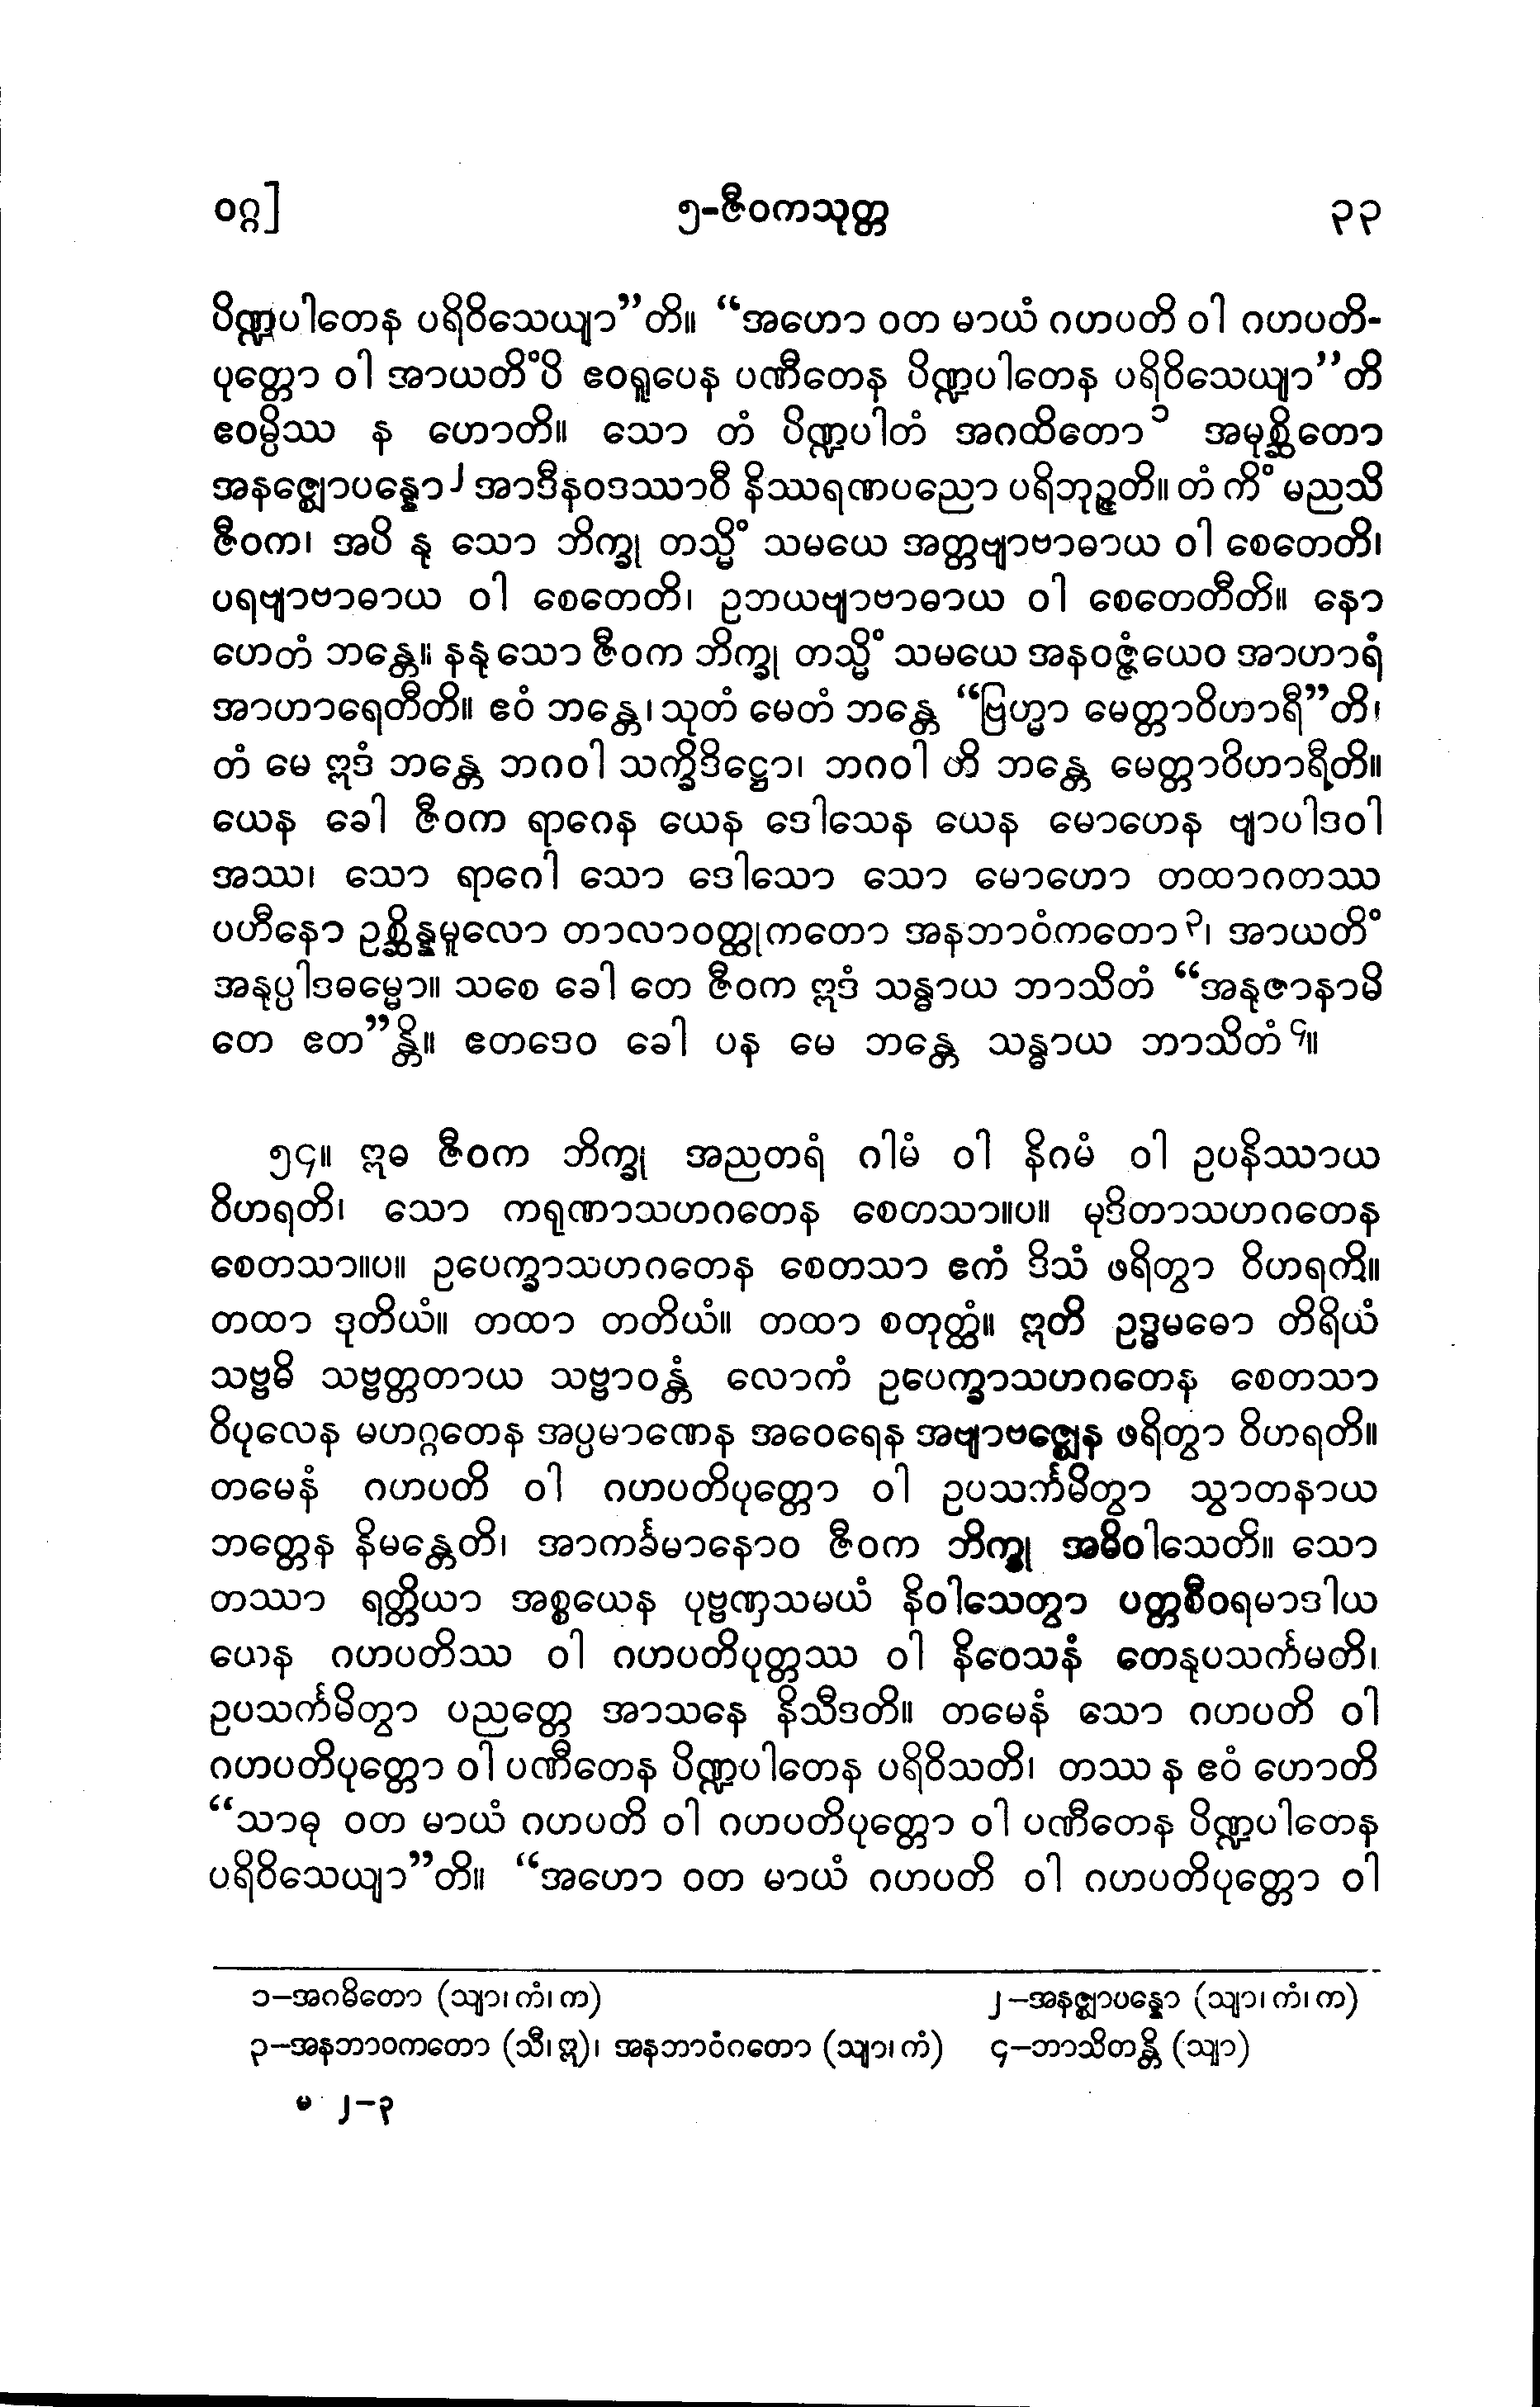 ဝဂ္ဂ] ၅-ဇီဝကသုတ္တ ၃၃
ပိဏ္ဍပါတေန ပရိဝိသေယျာ”တိ။ “အဟော ဝတ မာယံ ဂဟပတိ ဝါ ဂဟပတိ-
ပုတ္တော ဝါ အာယတိံပိ ဧဝရူပေန ပဏီတေန ပိဏ္ဍပါတေန ပရိဝိသေယျာ”တိ
ဧဝမ္ပိဿ န ဟောတိ။ သော တံ ပိဏ္ဍပါတံ အဂထိတော၁ အမုစ္ဆိတော
အနဇ္ဈောပန္နော၂ အာဒီနဝဒဿာဝီ နိဿရဏပညော ပရိဘုဉ္ဇတိ။ တံ ကိံ မညသိ
ဇီဝက၊ အပိ နု သော ဘိက္ခု တသ္မိံ သမယေ အတ္တဗျာဗာဓာယ ဝါ စေတေတိ၊
ပရဗျာဗာဓာယ ဝါ စေတေတိ၊ ဥဘယဗျာဗာဓာယ ဝါ စေတေတီတိ။ နော
ဟေတံ ဘန္တေ။ နနု သော ဇီဝက ဘိက္ခု တသ္မိံ သမယေ အနဝဇ္ဇံယေဝ အာဟာရံ
အာဟာရေတီတိ။ ဧဝံ ဘန္တေ၊ သုတံ မေတံ ဘန္တေ “ဗြဟ္မာ မေတ္တာဝိဟာရီ”တိ၊
တံ မေ ဣဒံ ဘန္တေ ဘဂဝါ သက္ခိဒိဋ္ဌော၊ ဘဂဝါ ဟိ ဘန္တေ မေတ္တာဝိဟာရီတိ။
ယေန ခေါ ဇီဝက ရာဂေန ယေန ဒေါသေန ယေန မောဟေန ဗျာပါဒဝါ
အဿ၊ သော ရာဂေါ သော ဒေါသော သော မောဟော တထာဂတဿ
ပဟီနော ဥစ္ဆိန္နမူလော တာလာဝတ္ထုကတော အနဘာဝံကတော၃၊ အာယတိံ
အနုပ္ပါဒဓမ္မော။ သစေ ခေါ တေ ဇီဝက ဣဒံ သန္ဓာယ ဘာသိတံ “အနုဇာနာမိ
တေ ဧတ”န္တိ။ ဧတဒေဝ ခေါ ပန မေ ဘန္တေ သန္ဓာယ ဘာသိတံ၄။
၅၄။ ဣဓ ဇီဝက ဘိက္ခု အညတရံ ဂါမံ ဝါ နိဂမံ ဝါ ဥပနိဿာယ
ဝိဟရတိ၊ သော ကရုဏာသဟဂတေန စေတသာ။ပ။ မုဒိတာသဟဂတေန
စေတသာ။ပ။ ဥပေက္ခာသဟဂတေန စေတသာ ဧကံ ဒိသံ ဖရိတွာ ဝိဟရတိ။
တထာ ဒုတိယံ။ တထာ တတိယံ။ တထာ စတုတ္ထံ။ ဣတိ ဥဒ္ဓမဓော တိရိယံ
သဗ္ဗဓိ သဗ္ဗတ္တတာယ သဗ္ဗာဝန္တံ လောကံ ဥပေက္ခာသဟဂတေန စေတသာ
ဝိပုလေန မဟဂ္ဂတေန အပ္ပမာဏေန အဝေရေန အဗျာဗဇ္ဈေန ဖရိတွာ ဝိဟရတိ။
တမေနံ ဂဟပတိ ဝါ ဂဟပတိပုတ္တော ဝါ ဥပသင်္ကမိတွာ သွာတနာယ
ဘတ္တေန နိမန္တေတိ၊ အာကင်္ခမာနောဝ ဇီဝက ဘိက္ခု အဓိဝါသေတိ။ သော
တဿာ ရတ္တိယာ အစ္စယေန ပုဗ္ဗဏှသမယံ နိဝါသေတွာ ပတ္တစီဝရမာဒါယ
ယေန ဂဟပတိဿ ဝါ ဂဟပတိပုတ္တဿ ဝါ နိဝေသနံ တေနုပသင်္ကမတိ၊
ဥပသင်္ကမိတွာ ပညတ္တေ အာသနေ နိသီဒတိ။ တမေနံ သော ဂဟပတိ ဝါ
ဂဟပတိပုတ္တော ဝါ ပဏီတေန ပိဏ္ဍပါတေန ပရိဝိသတိ၊ တဿ န ဧဝံ ဟောတိ
“သာဓု ဝတ မာယံ ဂဟပတိ ဝါ ဂဟပတိပုတ္တော ဝါ ပဏီတေန ပိဏ္ဍပါတေန
ပရိဝိသေယျာ”တိ။ “အဟော ဝတ မာယံ ဂဟပတိ ဝါ ဂဟပတိပုတ္တော ဝါ
၁–အဂဓိတော (သျာ၊ ကံ၊ က) ၂–အနဇ္ဈာပန္နော (သျာ၊ ကံ၊ က)
၃–အနဘာဝကတော (သီ၊ ဣ)၊ အနဘာဝံဂတော (သျာ၊ ကံ) ၄–ဘာသိတန္တိ (သျာ)
မ ၂–၃